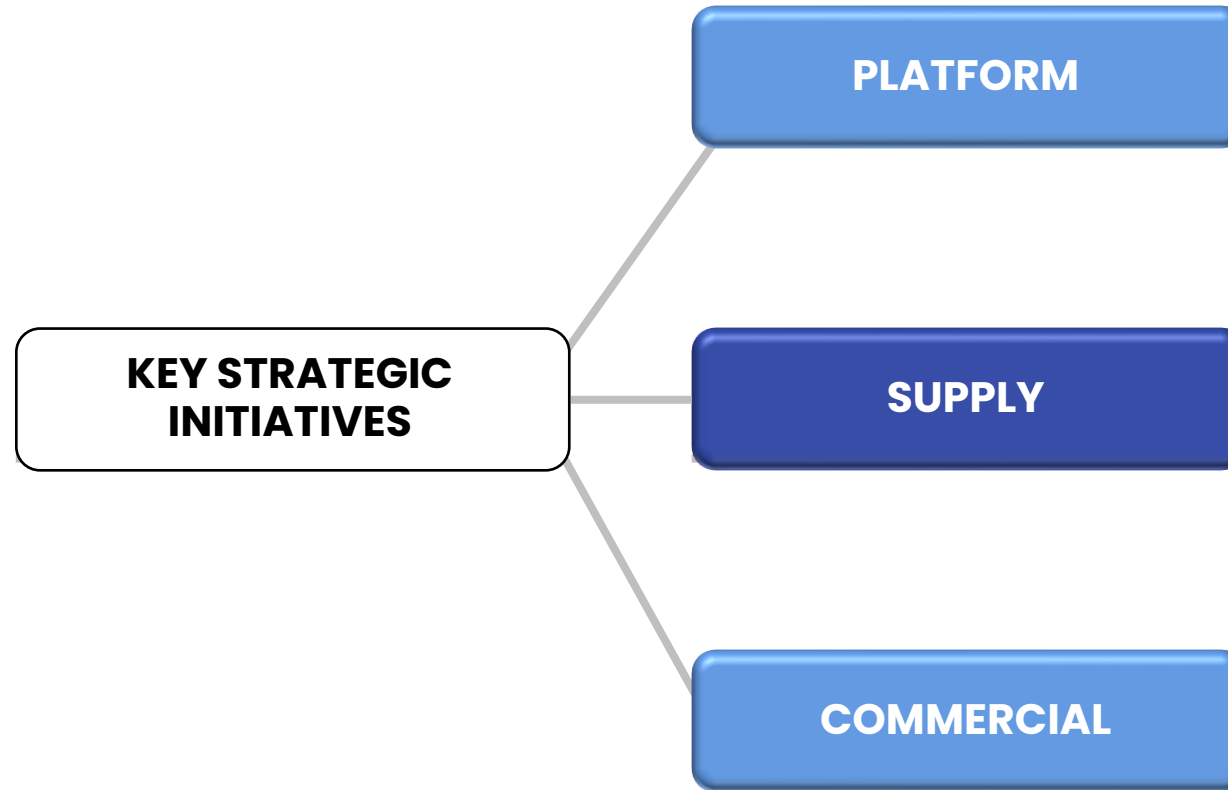 PLATFORM
KEY STRATEGIC
INITIATIVES
SUPPLY
COMMERCIAL